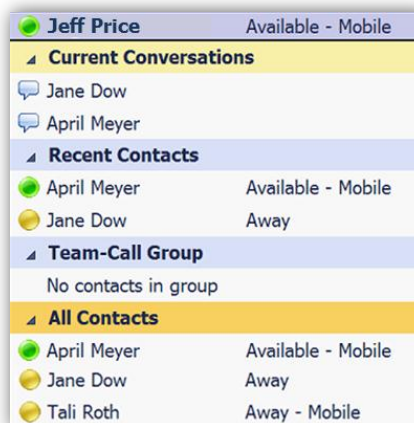 Jeff Price Available - Mobile
Current Conversations
Jane Dow
April Meyer
Recent Contacts
April Meyer Available - Mobile
Jane Dow Away
Team-Call Group
No contacts in group
All Contacts
April Meyer Available - Mobile
Jane Dow Away
Tali Roth Away - Mobile